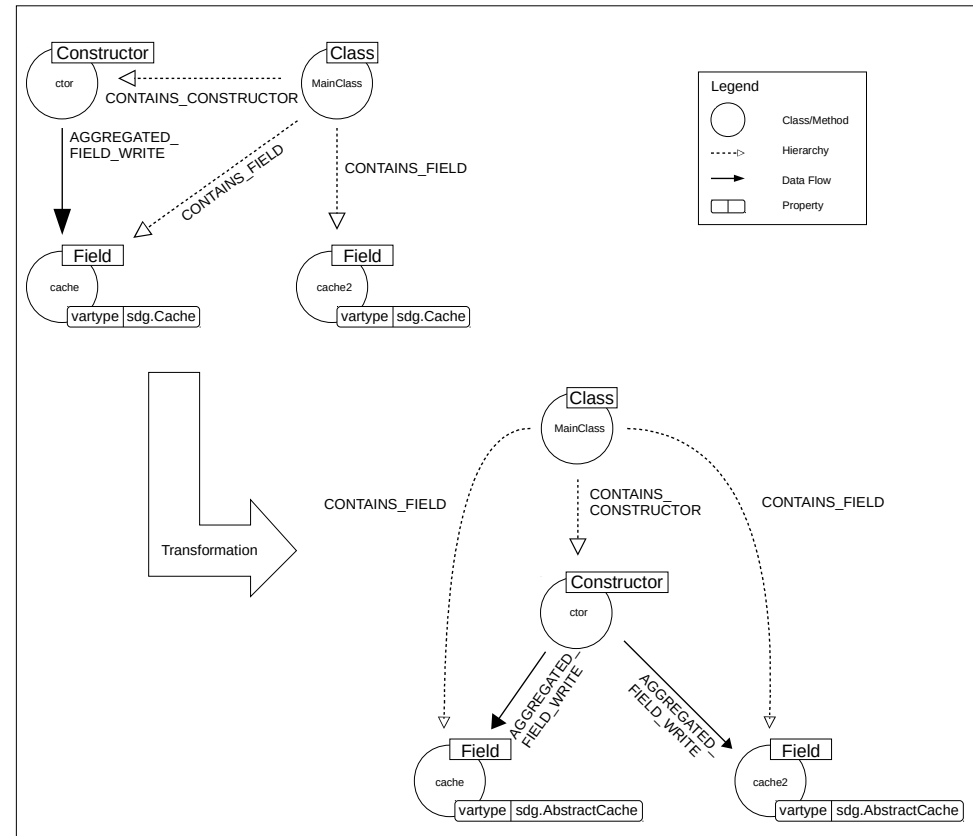 Constructor
ctor
Class
MainClass
CONTAINS_CONSTRUCTOR
AGGREGATED_
FIELD_WRITE
CONTAINS_FIELD
CONTAINS_FIELD
Field
cache
vartype sdg.Cache
Field
cache2
vartype sdg.Cache
Legend
Class/Method
Hierarchy
Data Flow
Property
Transformation
Class
MainClass
CONTAINS_FIELD
CONTAINS_
CONSTRUCTOR
CONTAINS_FIELD
Constructor
ctor
AGGREGATED_
FIELD_WRITE
AGGREGATED_
FIELD_WRITE
Field
cache
vartype sdg.AbstractCache
Field
cache2
vartype sdg.AbstractCache